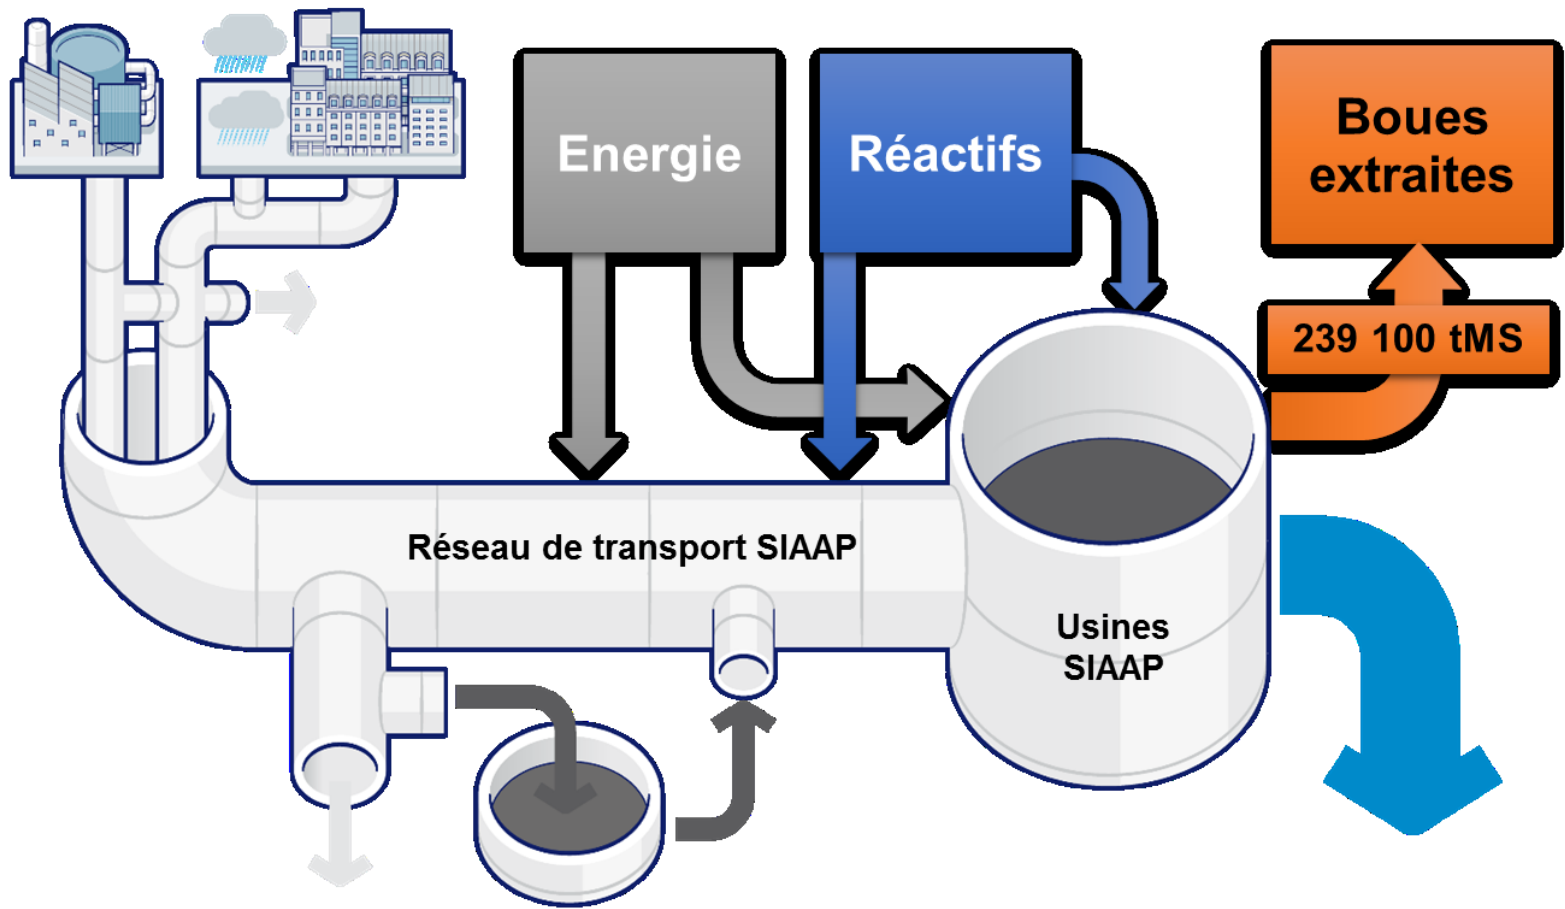 Energie
Réactifs
Boues
extraites
239 100 tMS
Réseau de transport SIAAP
Usines
SIAAP